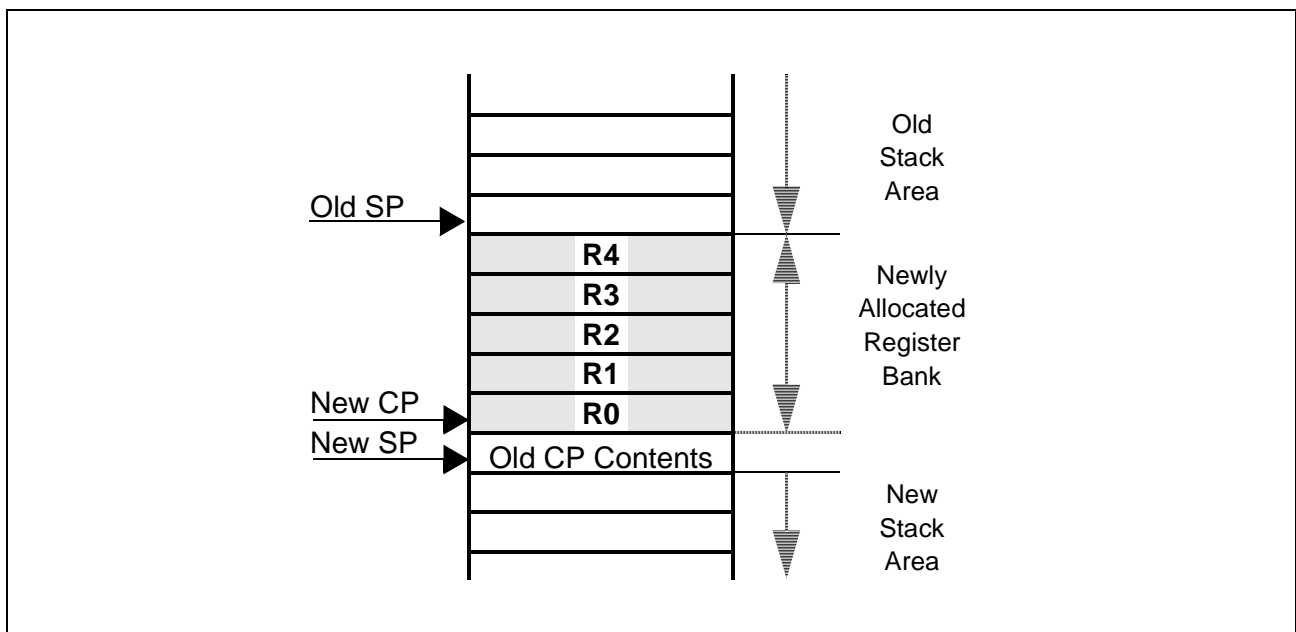 Old
Stack
Area
Old SP
R4
R3
R2
R1
R0
Newly
Allocated
Register
Bank
New CP
New SP
Old CP Contents
New
Stack
Area